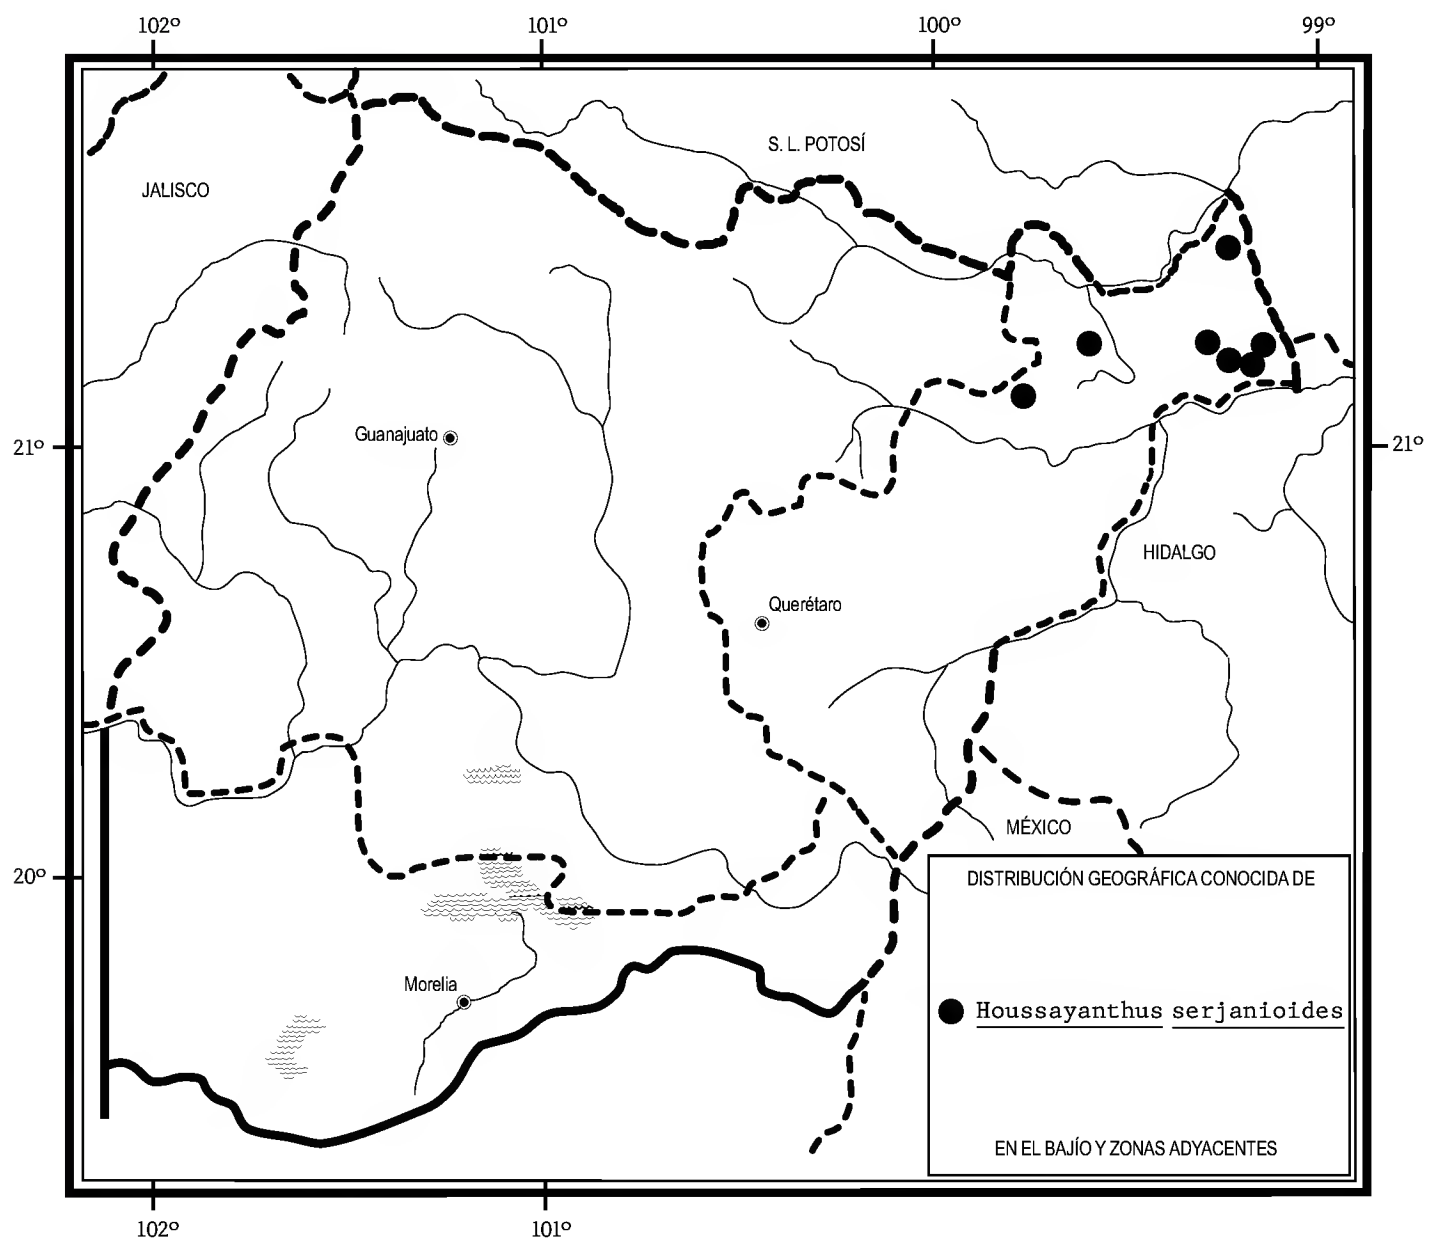 102º 101º 100º 99º
S. L. POTOSÍ
JALISCO
Guanajuato
21º
21º
HIDALGO
Querétaro
MÉXICO
20º
DISTRIBUCIÓN GEOGRÁFICA CONOCIDA DE
Morelia
Houssayanthus serjanioides
EN EL BAJÍO Y ZONAS ADYACENTES
102º 101º